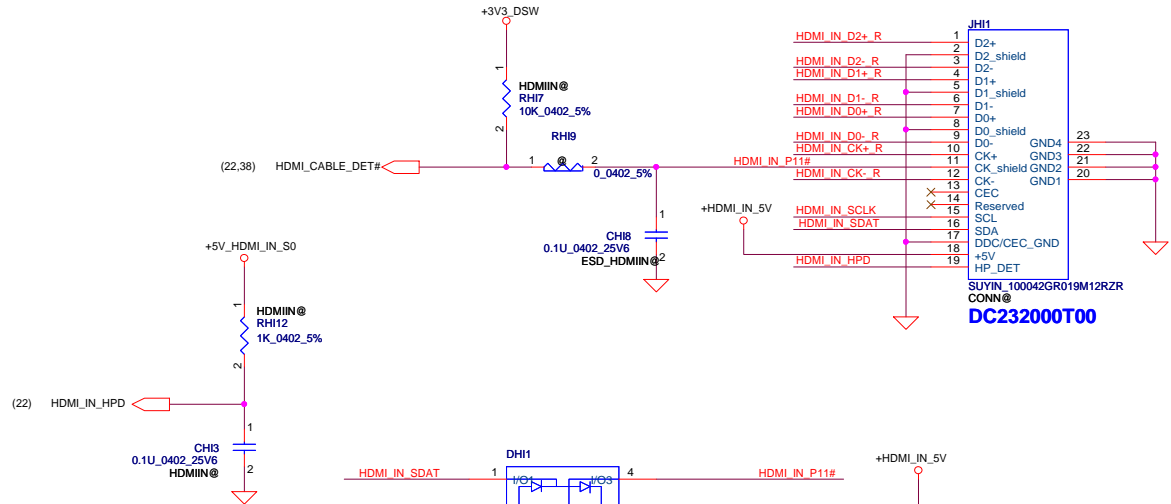 +3V3_DSW
1
HDMIIN@
RHI7
10K_0402_5%
2
RHI9
(22,38) HDMI_CABLE_DET#
1 @ 2
0_0402_5%
HDMI_IN_P11#
1
CHI8
0.1U_0402_25V6
ESD_HDMIIN@
2
+HDMI_IN_5V
JHI1
HDMI_IN_D2+_R 1 D2+
2 D2_shield
HDMI_IN_D2-_R 3 D2-
HDMI_IN_D1+_R 4 D1+
5 D1_shield
HDMI_IN_D1-_R 6 D1-
HDMI_IN_D0+_R 7 D0+
8 D0_shield
HDMI_IN_D0-_R 9 D0- GND4 23
HDMI_IN_CK+_R 10 CK+ GND3 22
11 CK_shield GND2 21
HDMI_IN_CK-_R 12 CK- GND1 20
13 CEC
14 Reserved
HDMI_IN_SCLK 15 SCL
HDMI_IN_SDAT 16 SDA
17 DDC/CEC_GND
18 +5V
HDMI_IN_HPD 19 HP_DET
SUYIN_100042GR019M12RZR
CONN@
DC232000T00
+5V_HDMI_IN_S0
1
HDMIIN@
RHI12
1K_0402_5%
2
(22) HDMI_IN_HPD
1
CHI3
0.1U_0402_25V6
HDMIIN@
2
DHI1
HDMI_IN_SDAT 1 I/O1 I/O3 4 HDMI_IN_P11#
+HDMI_IN_5V